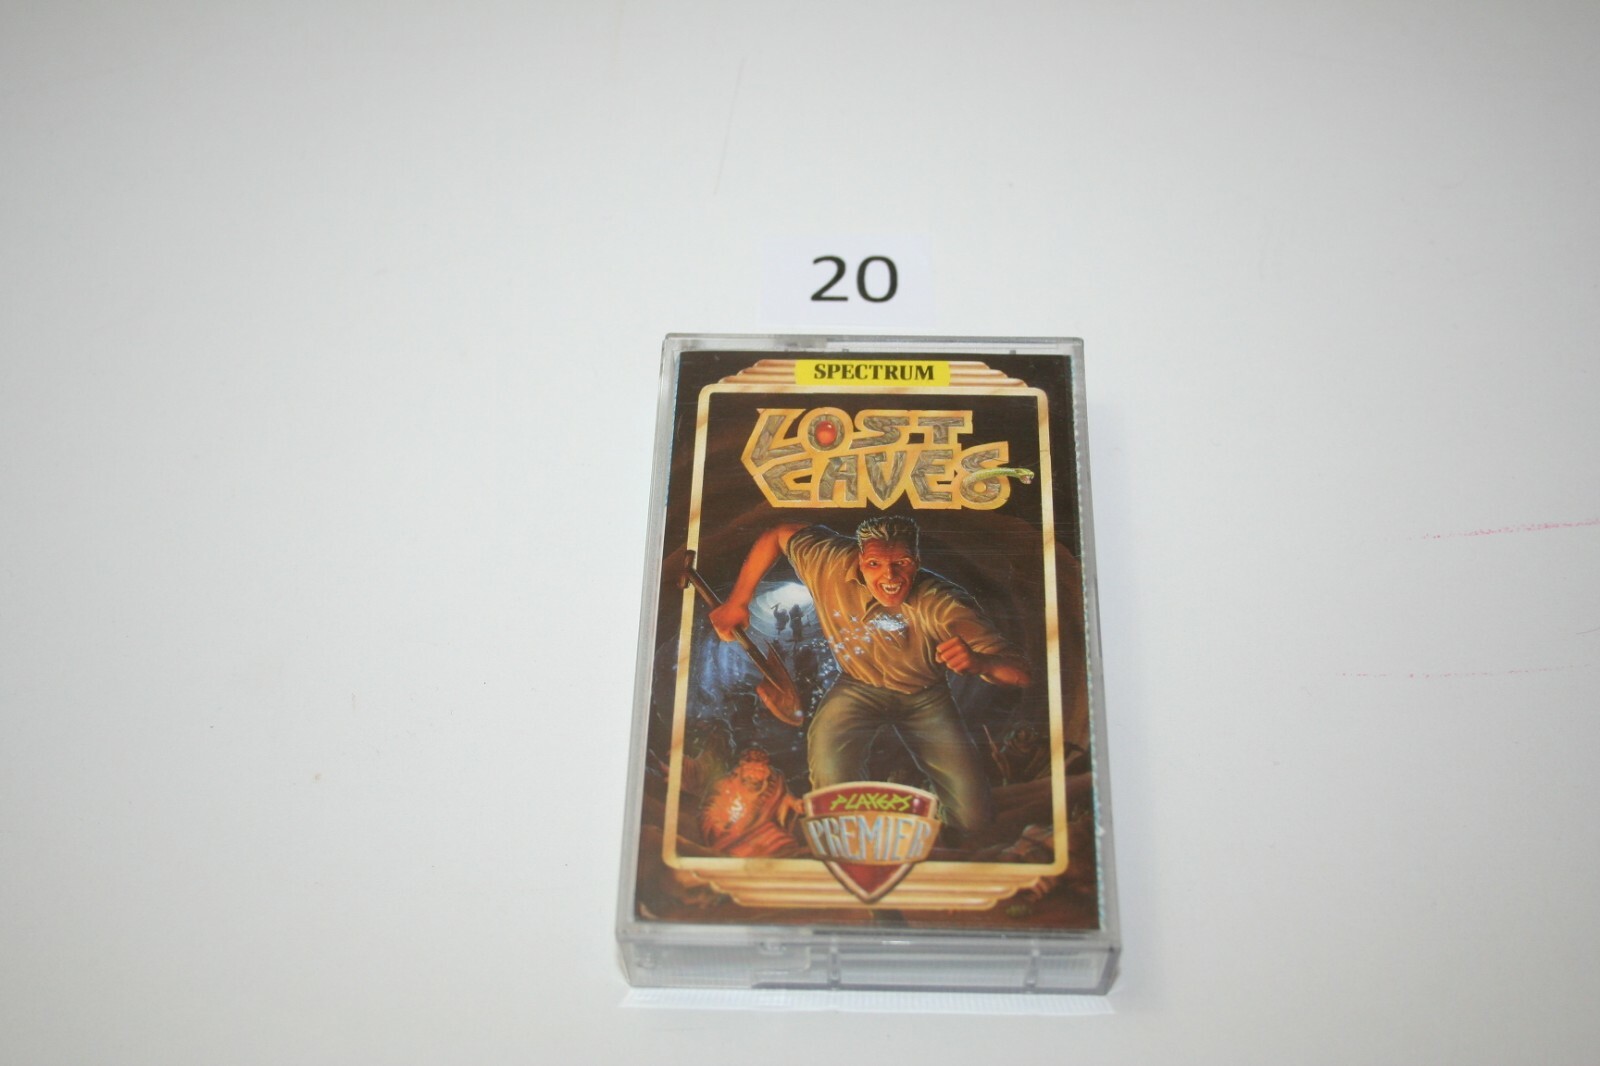 20
SPECTRUM
LOST
CAVES
PLAYERS
PREMIER